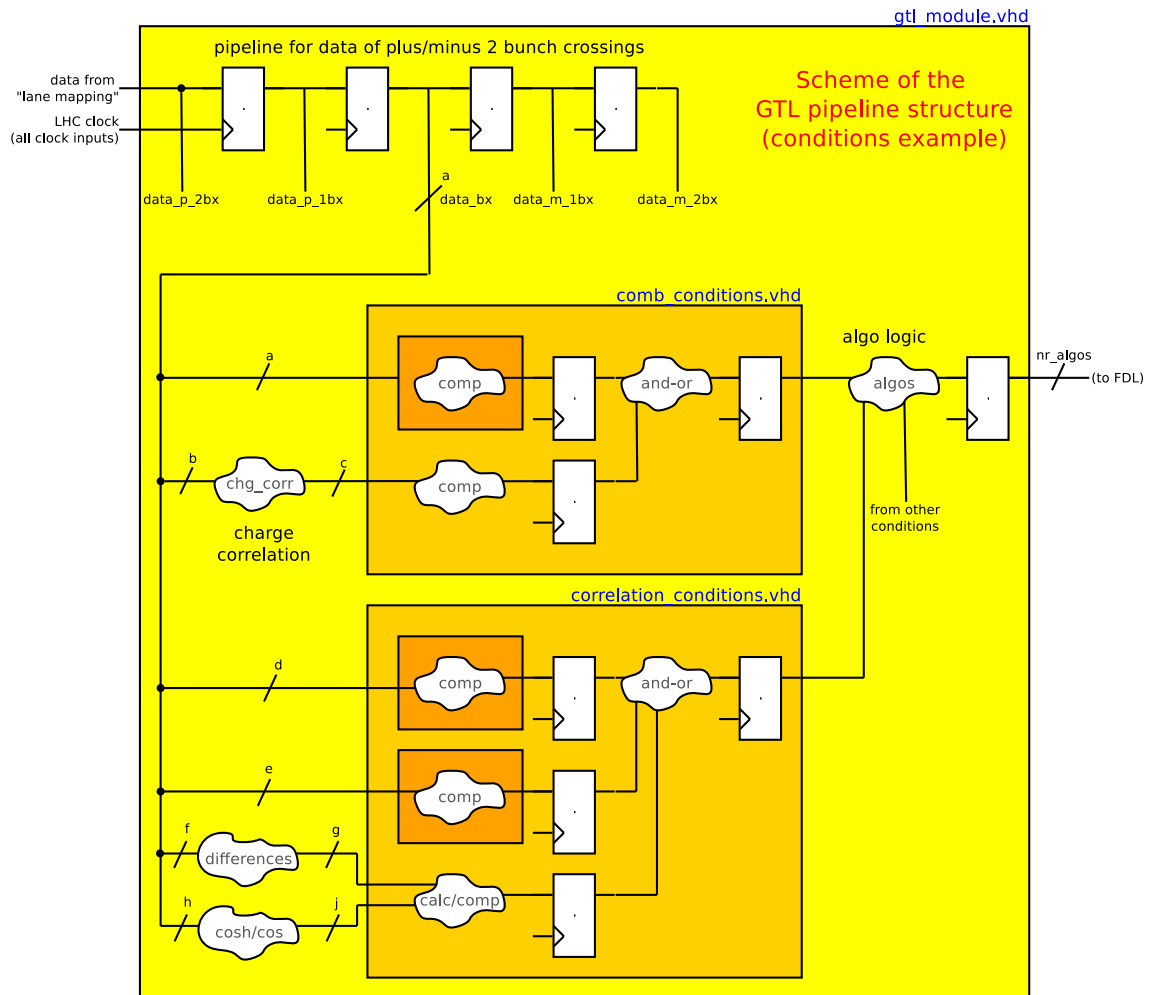 gtl_module.vhd
pipeline for data of plus/minus 2 bunch crossings
data from
"lane mapping"
LHC clock
(all clock inputs)
Scheme of the
GTL pipeline structure
(conditions example)
a
data_p_2bx
data_p_1bx
data_bx
data_m_1bx
data_m_2bx
comb_conditions.vhd
algo logic
a
comp
and-or
algos
nr_algos
(to FDL)
b
chg_corr
c
comp
charge
correlation
from other
conditions
correlation_conditions.vhd
d
comp
and-or
e
comp
f
differences
g
calc/comp
h
cosh/cos
j